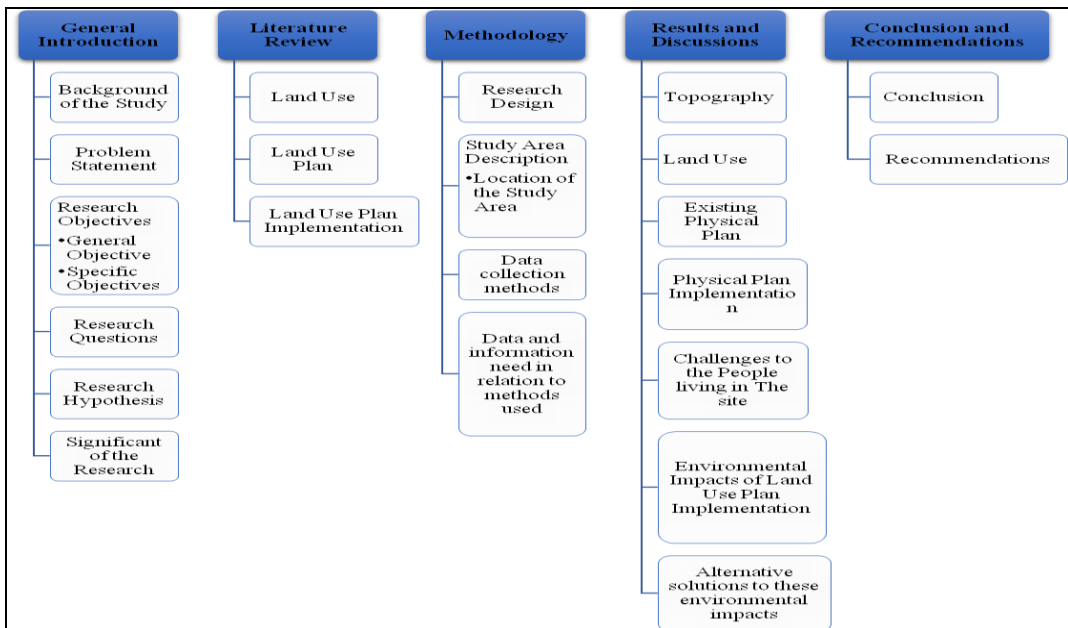 General
Introduction
Background
of the Study
Problem
Statement
Research
Objectives
•General
Objective
•Specific
Objectives
Research
Questions
Research
Hypothesis
Significant
of the
Research
Literature
Review
Land Use
Land Use
Plan
Land Use Plan
Implementation
Methodology
Research
Design
Study Area
Description
•Location of
the Study
Area
Data
collection
methods
Data and
information
need in
relation to
methods
used
Results and
Discussions
Topography
Land Use
Existing
Physical
Plan
Physical Plan
Implementatio
n
Challenges to
the People
living in The
site
Environmental
Impacts of Land
Use Plan
Implementation
Alternative
solutions to these
environmental
impacts
Conclusion and
Recommendations
Conclusion
Recommendations